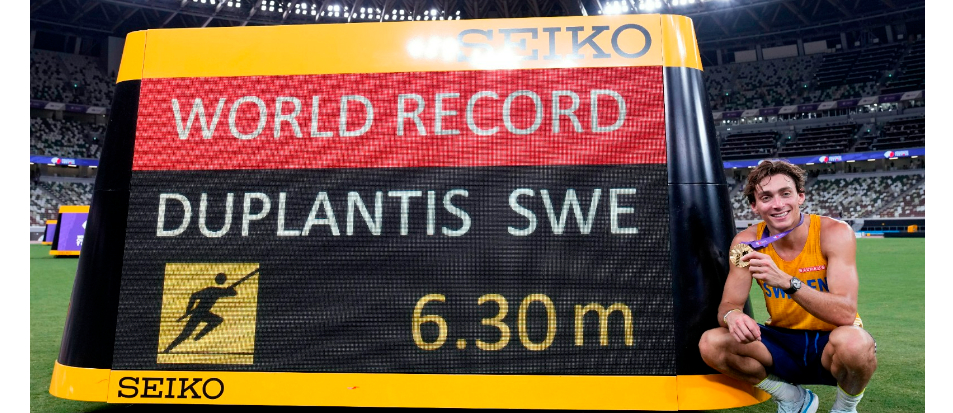 SEIKO
WORLD RECORD
DUPLANTIS SWE
6.30 m
SEIKO
SWEDEN